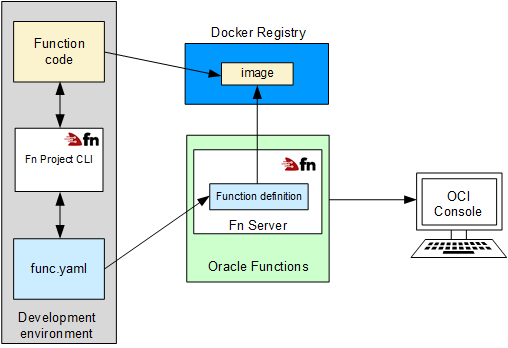 Function
code
fn
Fn Project CLI
func.yaml
Development
environment
Docker Registry
image
fn
Function definition
Fn Server
Oracle Functions
OCI
Console